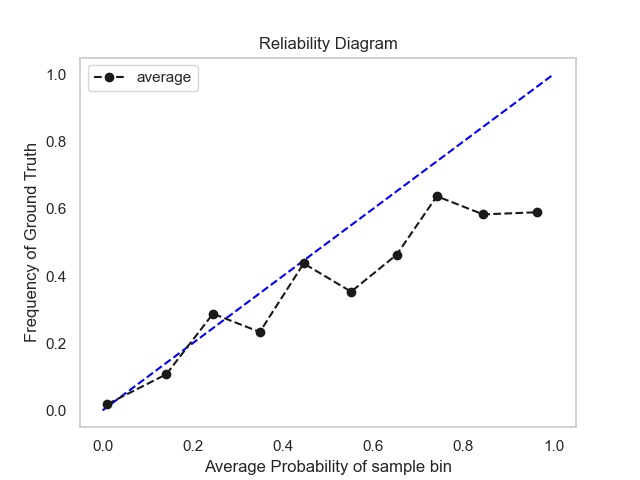 Reliability Diagram
average
Frequency of Ground Truth
1.0
0.8
0.6
0.4
0.2
0.0
0.0 0.2 0.4 0.6 0.8 1.0
Average Probability of sample bin